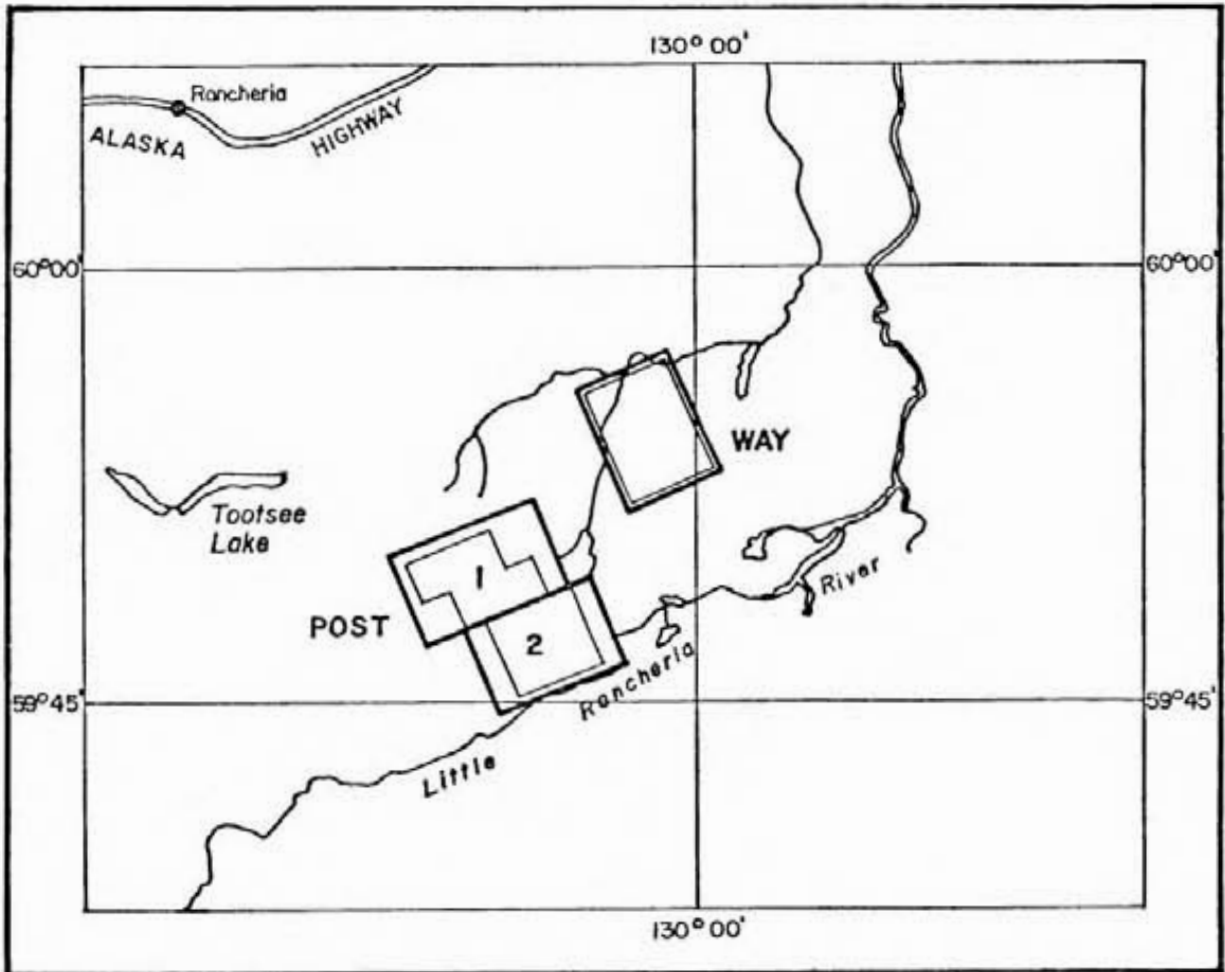 130° 00'
Rancheria
ALASKA HIGHWAY
60° 00'
60° 00'
WAY
Tootsee
Lake
1
River
POST
2
59° 45'
59° 45'
Little Rancheria
130° 00'